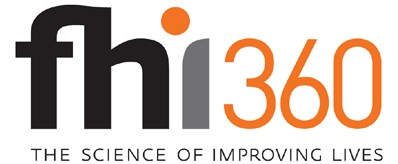 fhi360
THE SCIENCE OF IMPROVING LIVES